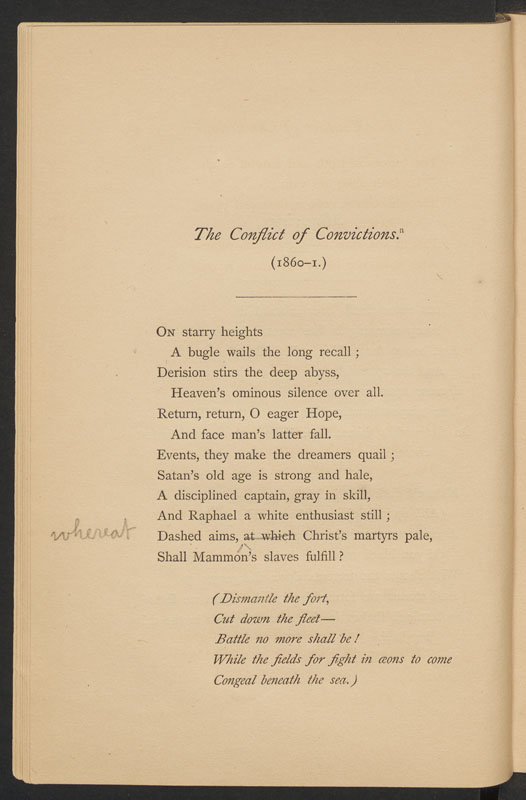 The Conflict of Convictions.ª
(1860–1.)
On starry heights
A bugle wails the long recall ;
Derision stirs the deep abyss,
Heaven's ominous silence over all.
Return, return, O eager Hope,
And face man's latter fall.
Events, they make the dreamers quail ;
Satan's old age is strong and hale,
A disciplined captain, gray in skill,
And Raphael a white enthusiast still ;
whereat
Dashed aims, at which Christ's martyrs pale,
Shall Mammon's slaves fulfill ?
(Dismantle the fort,
Cut down the fleet—
Battle no more shall be !
While the fields for fight in æons to come
Congeal beneath the sea.)